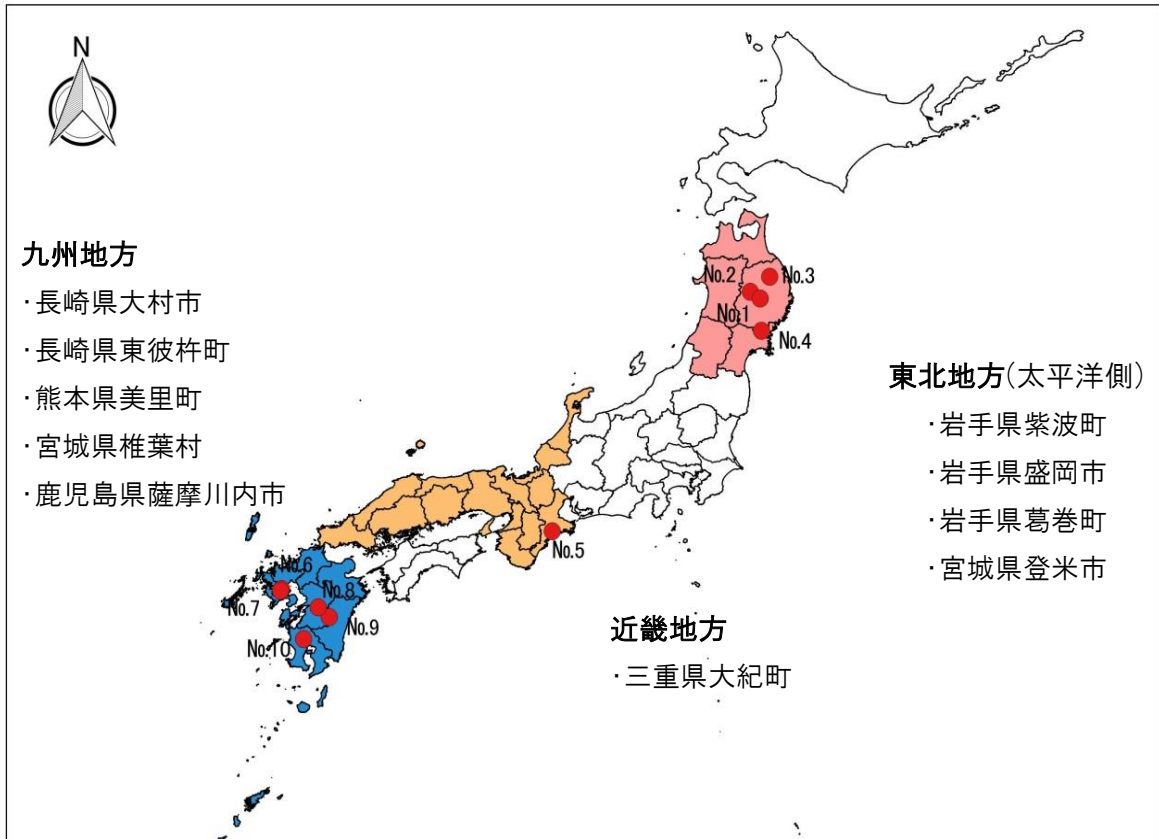 N
九州地方
・長崎県大村市
・長崎県東彼杵町
・熊本県美里町
・宮城県椎葉村
・鹿児島県薩摩川内市
No.2
No.3
No.1
No.4
東北地方(太平洋側)
・岩手県紫波町
・岩手県盛岡市
・岩手県葛巻町
・宮城県登米市
No.5
No.6
No.8
No.7
No.9
No.10
近畿地方
・三重県大紀町